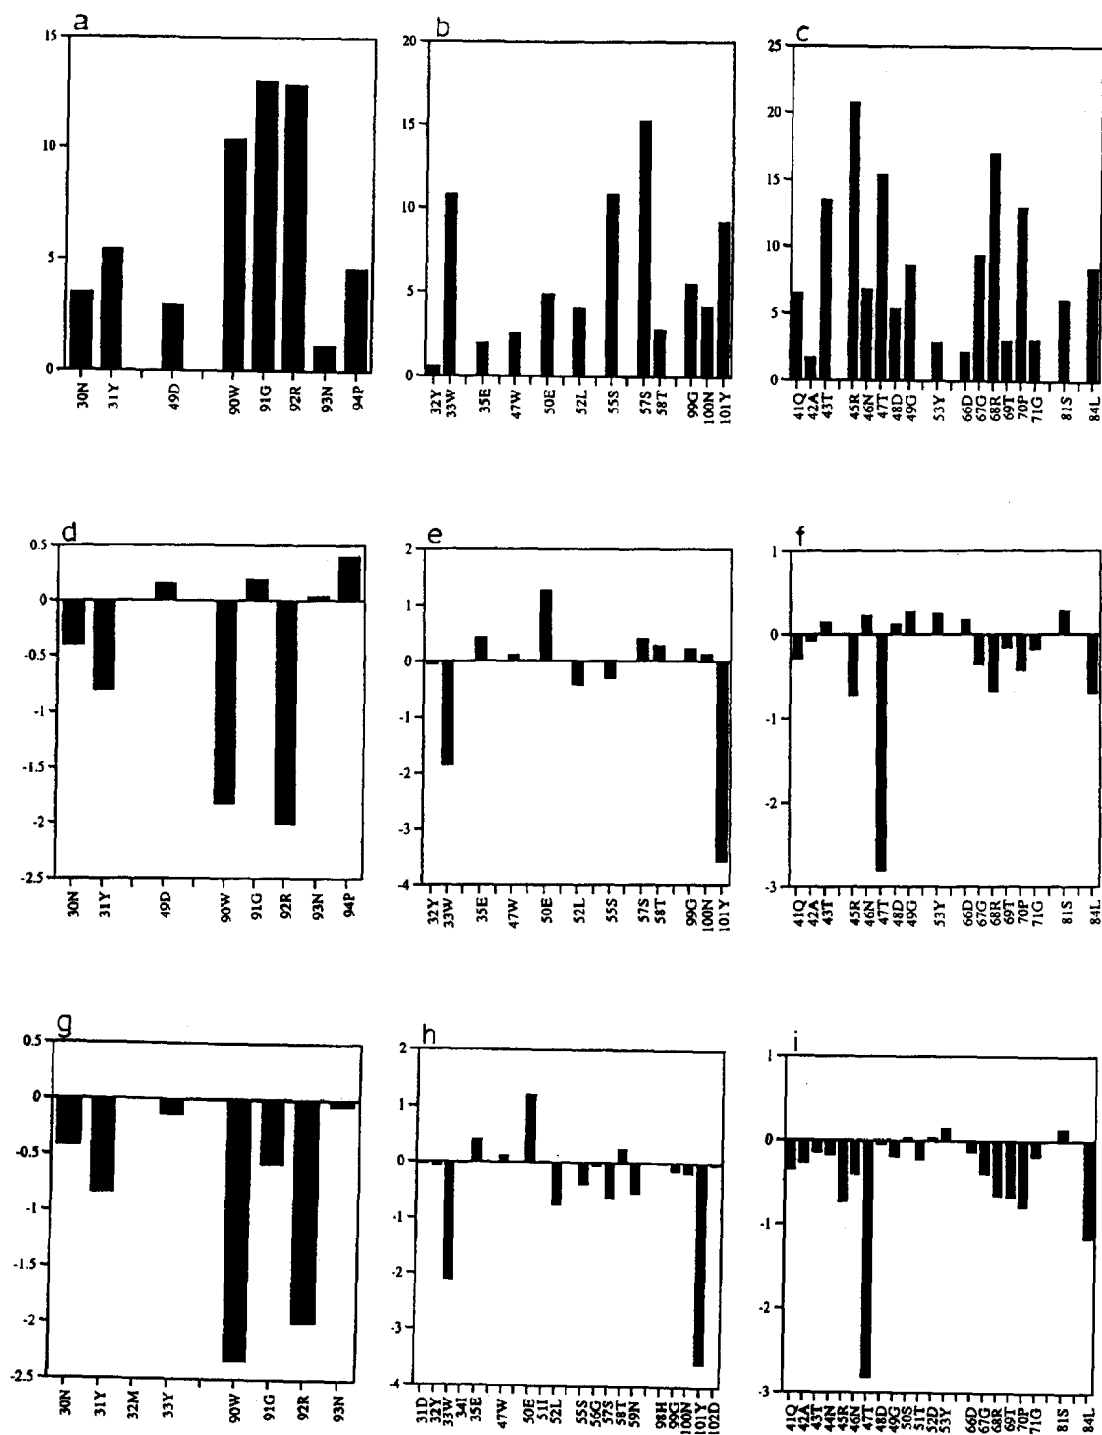 a
15
10
5
0
30N 31Y 49D 90W 91G 92R 93N 94P
b
20
15
10
5
0
32Y 33W 35E 47W 50E 52L 55S 57S 58T 99G 100N 101Y
c
25
20
15
10
5
0
41Q 42A 43T 45R 46N 47T 48D 49G 53Y 66D 67G 68R 69T 70P 71G 81S 84L
d
0.5
0
-0.5
-1
-1.5
-2
-2.5
30N 31Y 49D 90W 91G 92R 93N 94P
e
2
1
0
-1
-2
-3
-4
32Y 33W 35E 47W 50E 52L 55S 57S 58T 99G 100N 101Y
f
1
0
-1
-2
-3
41Q 42A 43T 45R 46N 47T 48D 49G 53Y 66D 67G 68R 69T 70P 71G 81S 84L
g
0.5
0
-0.5
-1
-1.5
-2
-2.5
30N 31Y 32M 33Y 90W 91G 92R 93N
h
2
1
0
-1
-2
-3
-4
31D 32Y 33W 34I 35E 47W 50E 51I 52L 55S 56G 57S 58T 59N 98H 99G 100N 101Y 102D
i
1
0
-1
-2
-3
41Q 42A 43T 44N 45R 46N 47T 48D 49G 50S 51T 52D 53Y 66D 67G 68R 69T 70P 71G 81S 84L